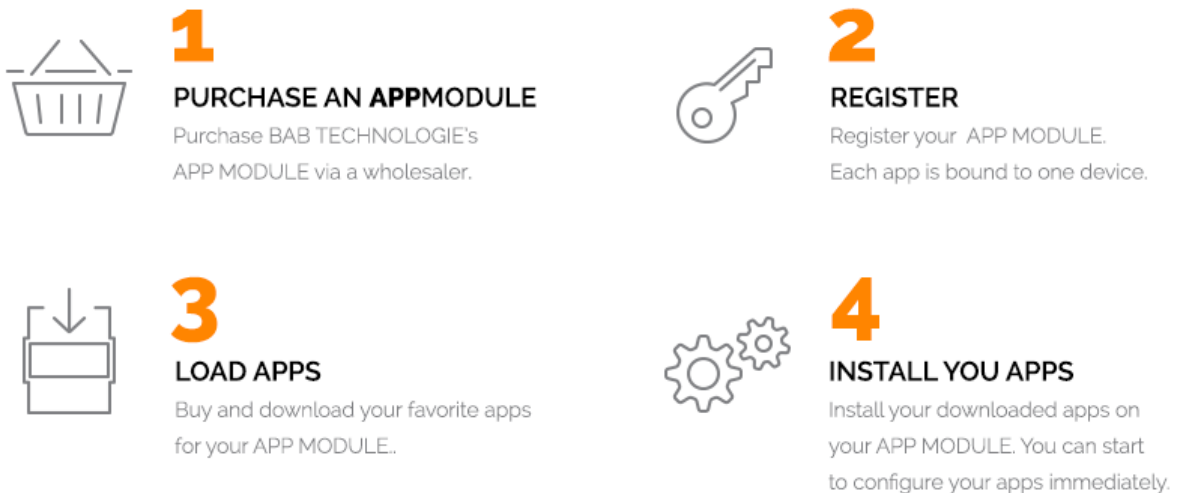 1
PURCHASE AN APPMODULE
Purchase BAB TECHNOLOGIE's
APP MODULE via a wholesaler.
2
REGISTER
Register your APP MODULE.
Each app is bound to one device.
3
LOAD APPS
Buy and download your favorite apps
for your APP MODULE..
4
INSTALL YOU APPS
Install your downloaded apps on
your APP MODULE. You can start
to configure your apps immediately.